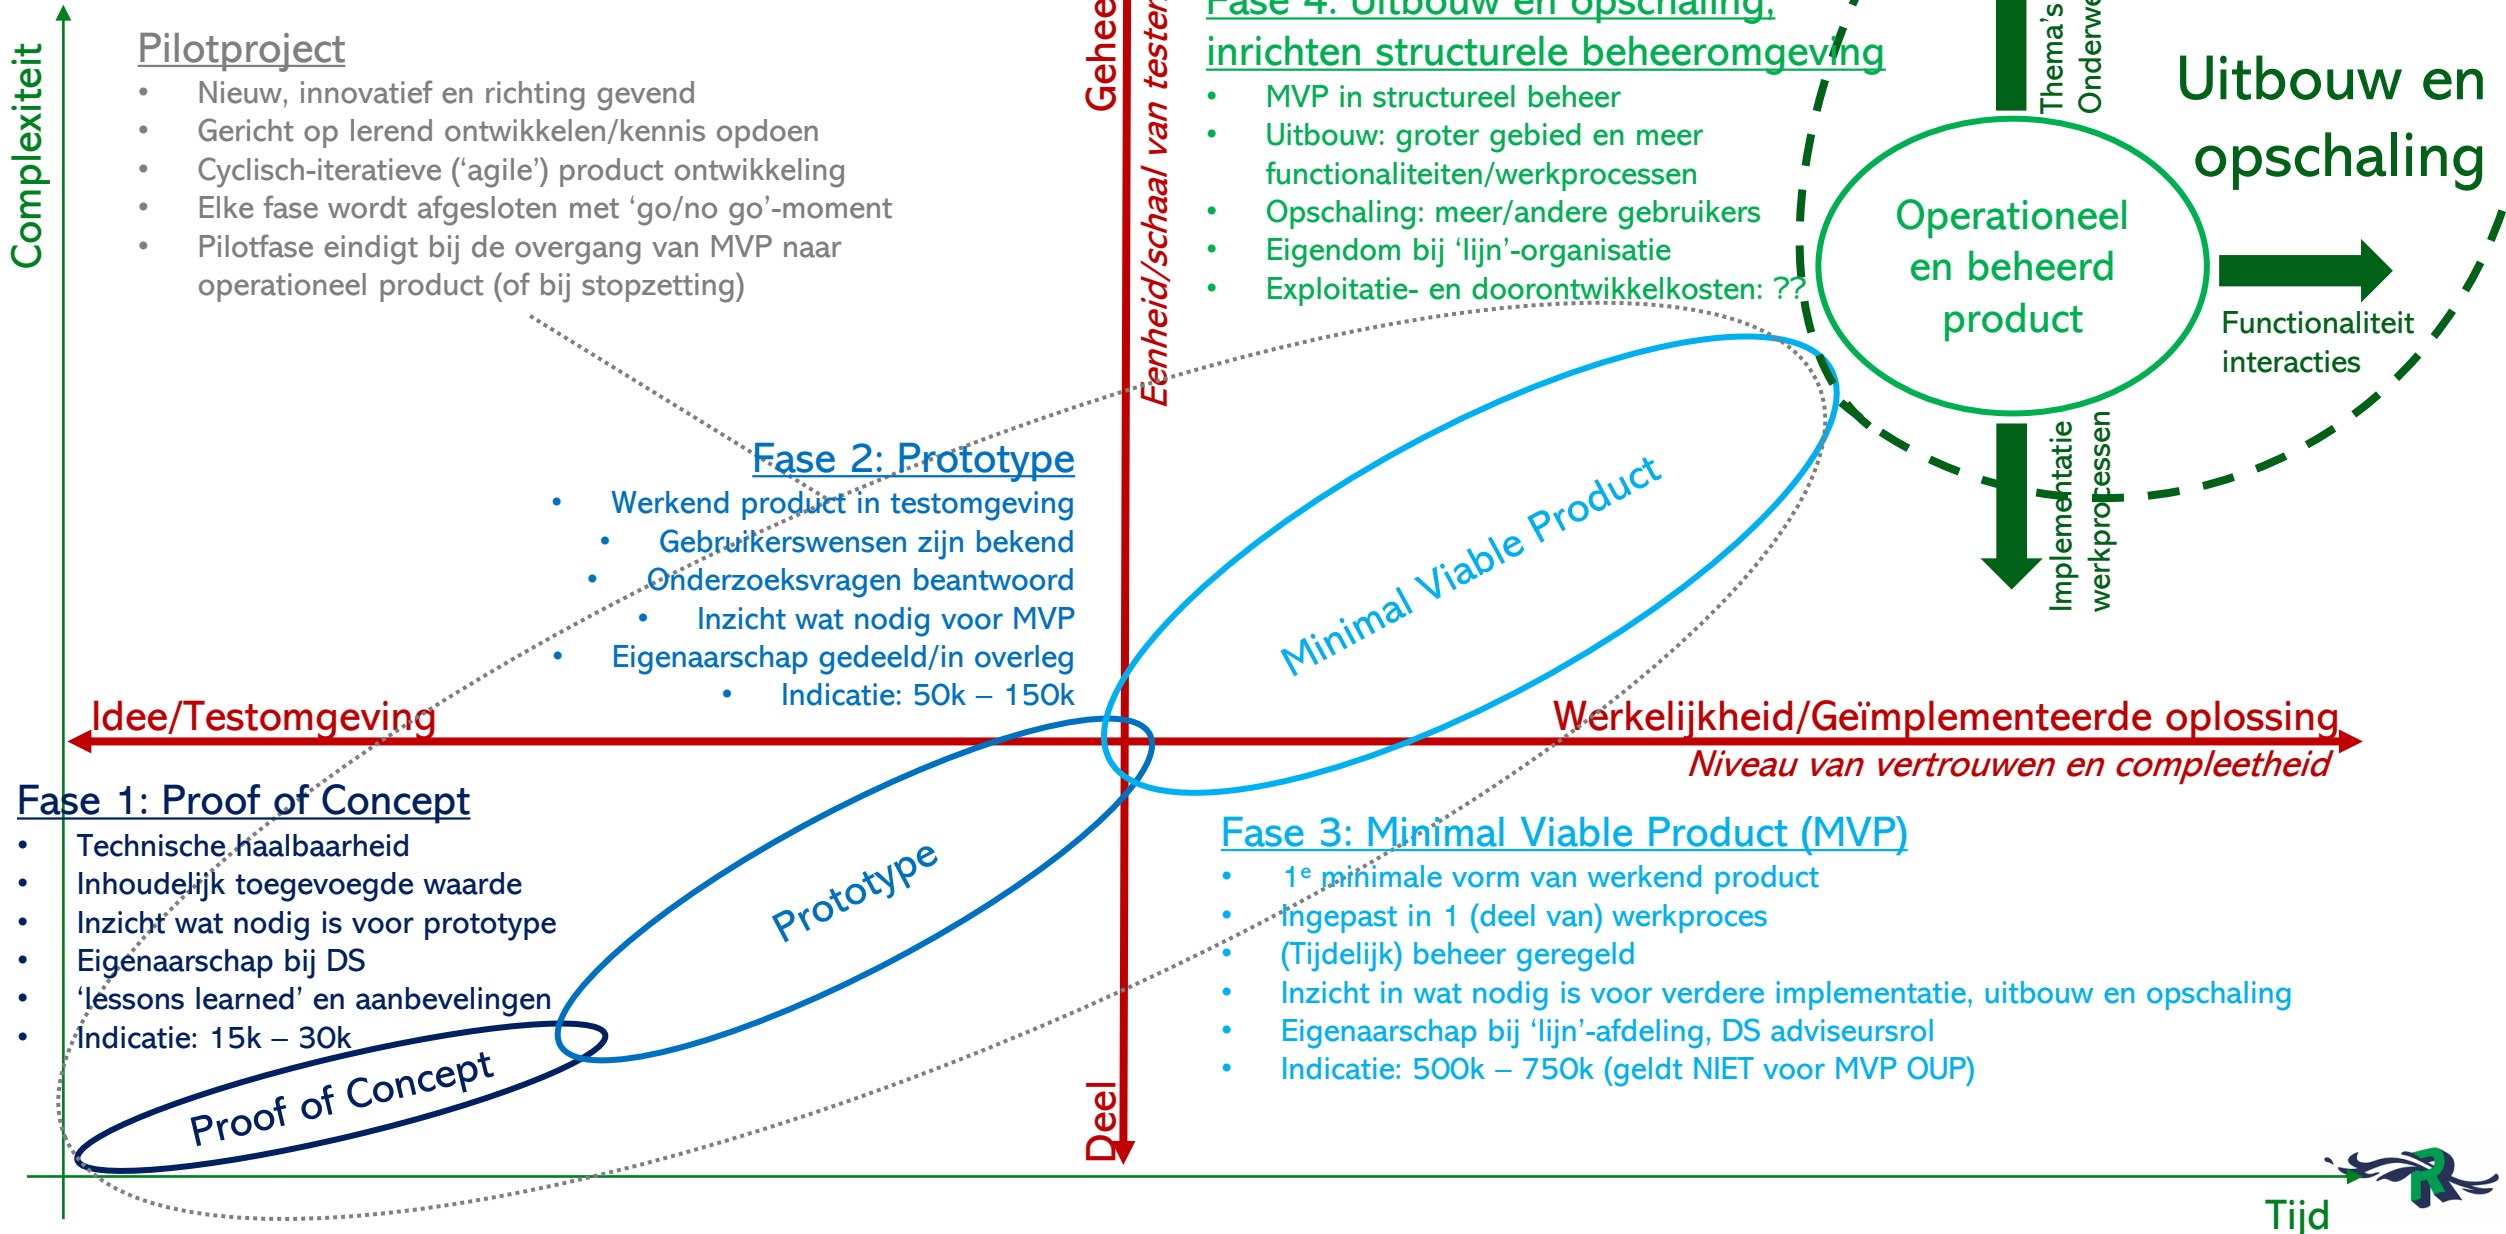 Complexiteit
Pilotproject
• Nieuw, innovatief en richting gevend
• Gericht op lerend ontwikkelen/kennis opdoen
• Cyclisch-iteratieve (‘agile’) product ontwikkeling
• Elke fase wordt afgesloten met ‘go/no go’-moment
• Pilotfase eindigt bij de overgang van MVP naar
operationeel product (of bij stopzetting)
Eenheid/schaal van testen
Fase 4: Uitbouw en opschaling,
inrichten structurele beheeromgeving
• MVP in structureel beheer
• Uitbouw: groter gebied en meer
functionaliteiten/werkprocessen
• Opschaling: meer/andere gebruikers
• Eigendom bij ‘lijn’-organisatie
• Exploitatie- en doorontwikkelkosten: ??
Thema’s
Uitbouw en
opschaling
Operationeel
en beheerd
product
Functionaliteit
interacties
Implementatie
werkprocessen
Fase 2: Prototype
• Werkend product in testomgeving
• Gebruikerswensen zijn bekend
• Onderzoeksvragen beantwoord
• Inzicht wat nodig voor MVP
• Eigenaarschap gedeeld/in overleg
• Indicatie: 50k – 150k
Minimal Viable Product
Idee/Testomgeving
Werkelijkheid/Geïmplementeerde oplossing
Niveau van vertrouwen en compleetheid
Fase 1: Proof of Concept
• Technische haalbaarheid
• Inhoudelijk toegevoegde waarde
• Inzicht wat nodig is voor prototype
• Eigenaarschap bij DS
• ‘lessons learned’ en aanbevelingen
• Indicatie: 15k – 30k
Proof of Concept
Prototype
Fase 3: Minimal Viable Product (MVP)
• 1e minimale vorm van werkend product
• Ingepast in 1 (deel van) werkproces
• (Tijdelijk) beheer geregeld
• Inzicht in wat nodig is voor verdere implementatie, uitbouw en opschaling
• Eigenaarschap bij ‘lijn’-afdeling, DS adviseursrol
• Indicatie: 500k – 750k (geldt NIET voor MVP OUP)
Deel
Tijd
R